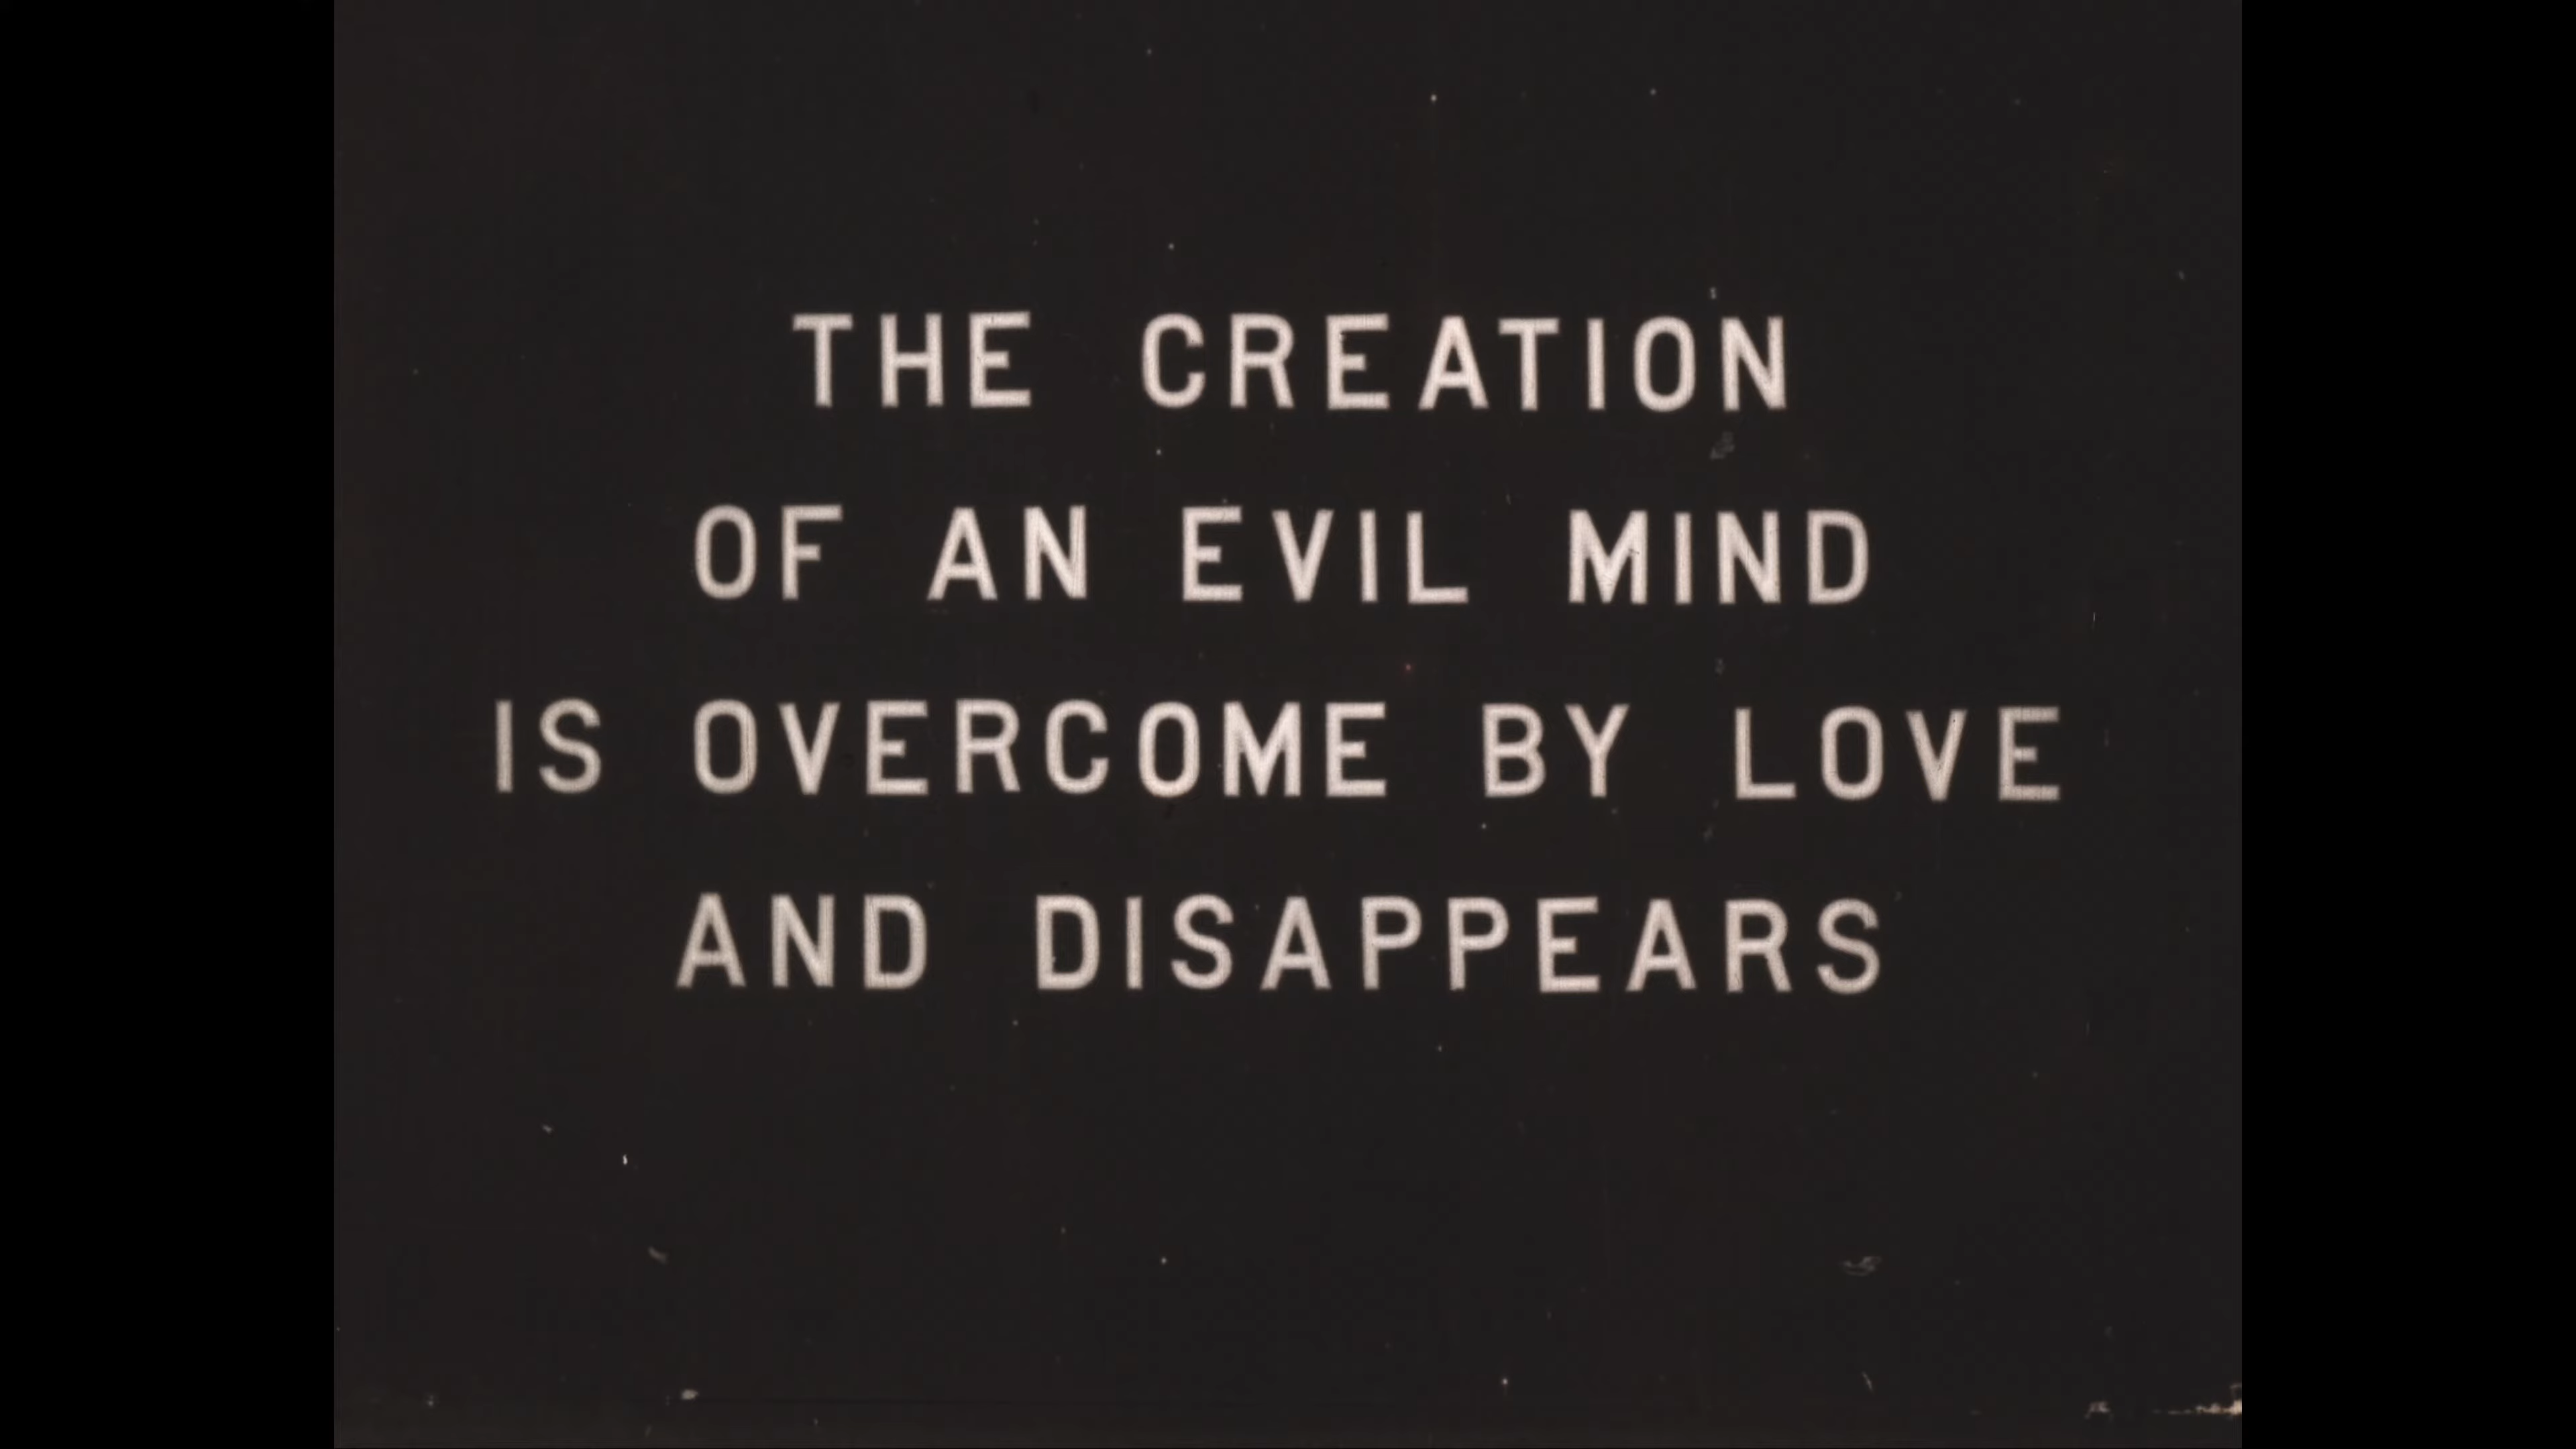 THE CREATION
OF AN EVIL MIND
IS OVERCOME BY LOVE
AND DISAPPEARS